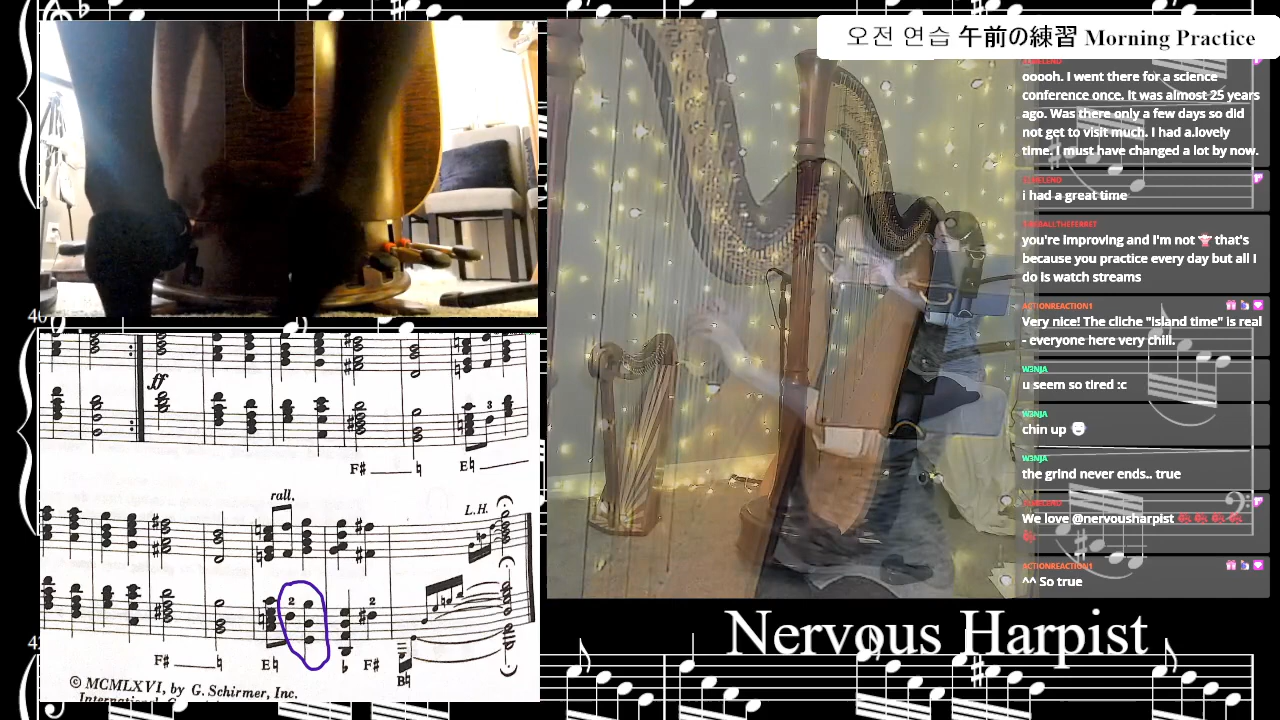 오전 연습 午前の練習 Morning Practice
ooooh. I went there for a science
conference once. It was almost 25 years
ago. Was there only a few days so did
not get to visit much. I had a.lovely
time. I must have changed a lot by now.
i had a great time
you're improving and I'm not that's
because you practice every day but all I
do is watch streams
ACTIONREACTION1
Very nice! The cliche "island time" is real
- everyone here very chill.
W3NJA
u seem so tired :c
W3NJA
chin up
W3NJA
the grind never ends.. true
We love @nervousharpist
ACTIONREACTION1
^^ So true
40
ff
3
F# ♮ E♮
rall.
L.H.
2 2
F# ♮ E♮ ♭ F# B♮
© MCMLXVI, by G. Schirmer, Inc.
Nervous Harpist